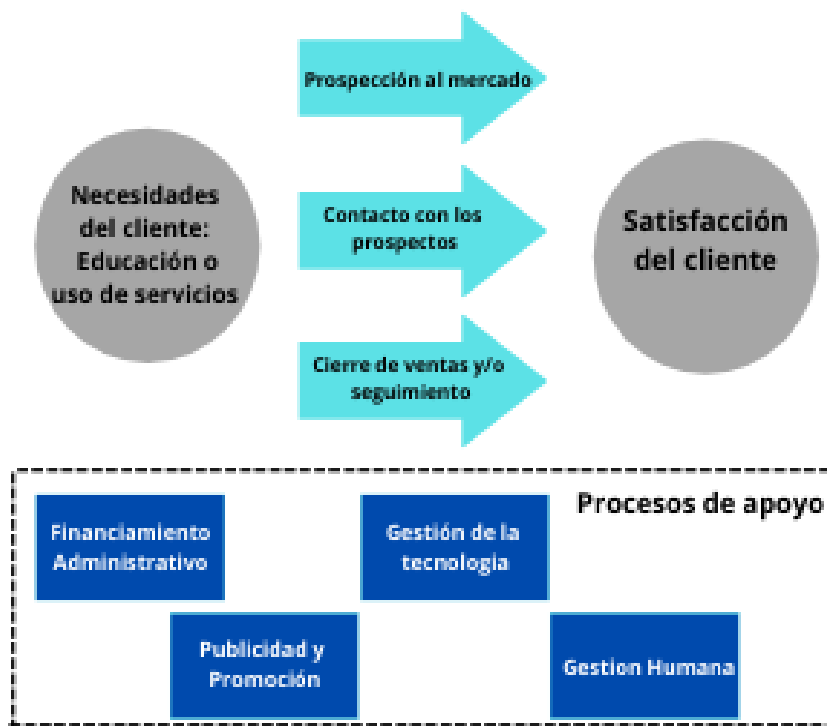 Prospección al mercado
Necesidades
del cliente:
Educación o
uso de servicios
Contacto con los
prospectos
Satisfacción
del cliente
Cierre de ventas y/o
seguimiento
Procesos de apoyo
Financiamiento
Administrativo
Gestión de la
tecnologia
Publicidad y
Promoción
Gestion Humana